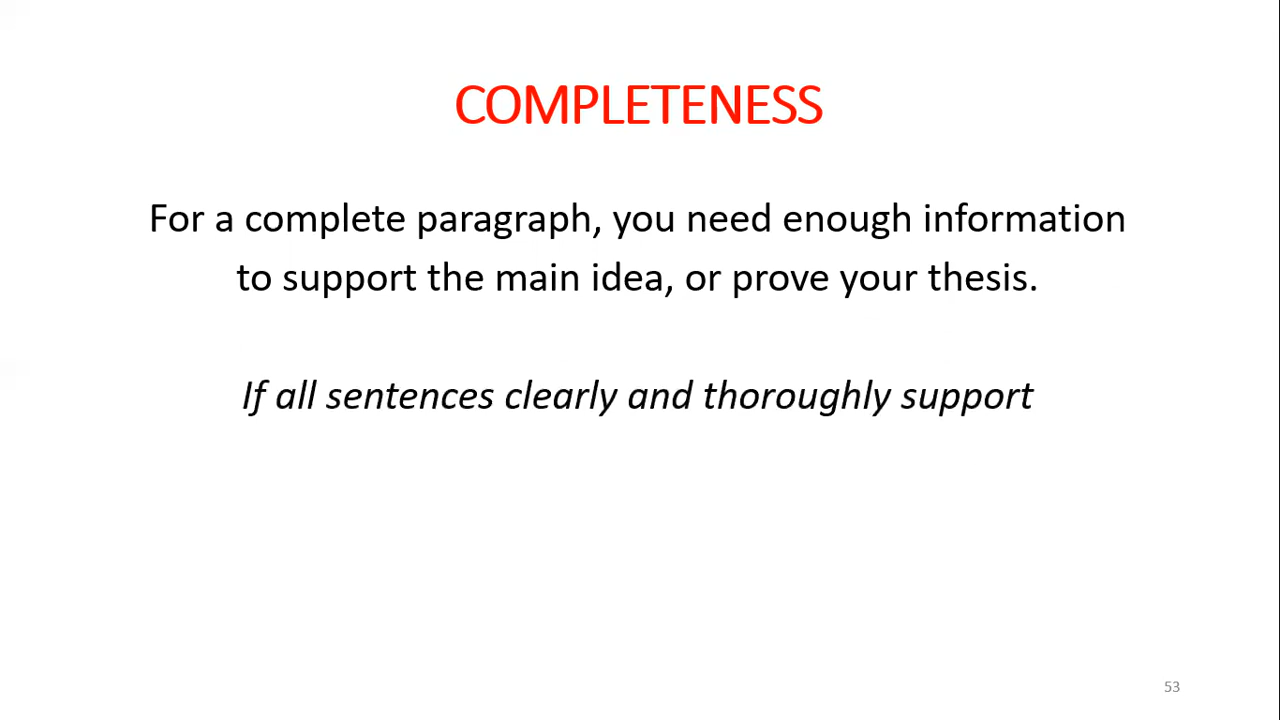 COMPLETENESS
For a complete paragraph, you need enough information
to support the main idea, or prove your thesis.
If all sentences clearly and thoroughly support
53